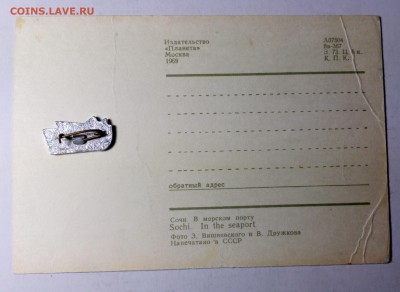 COINS.LAVE.RU
Издательство
«Планета»
Москва
1969
обратный адрес
Сочи. В морском порту
Sochi. In the seaport
Фото З. Вишневского и В. Дружкова
Напечатано в СССР